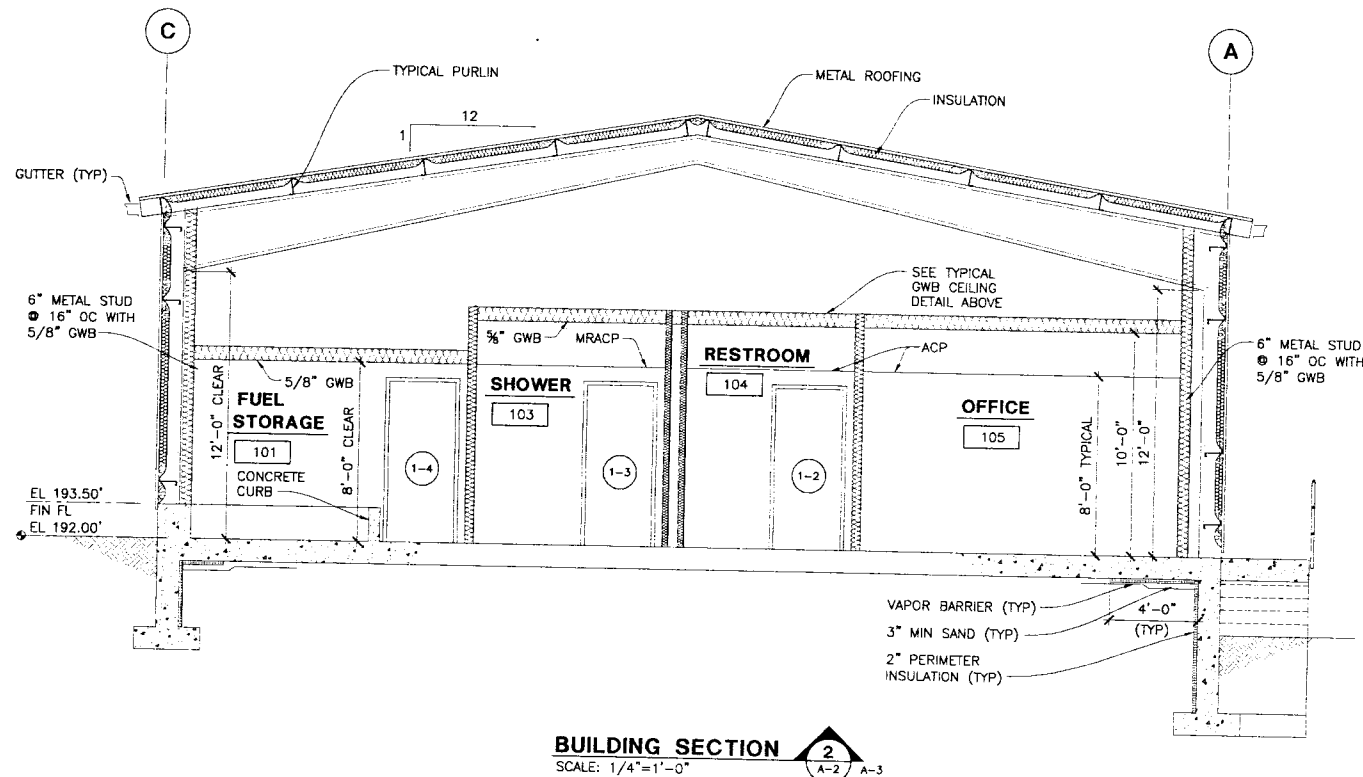 C
A
TYPICAL PURLIN
METAL ROOFING
12
INSULATION
1
GUTTER (TYP)
SEE TYPICAL
GWB CEILING
DETAIL ABOVE
6" METAL STUD
@ 16" OC WITH
5/8" GWB
5/8" GWB
MRACP
RESTROOM
104
ACP
6" METAL STUD
@ 16" OC WITH
5/8" GWB
5/8" GWB
SHOWER
103
FUEL
STORAGE
101
OFFICE
105
12'-0" CLEAR
8'-0" CLEAR
8'-0" TYPICAL
10'-0"
12'-0"
1-4
1-3
1-2
CONCRETE
CURB
EL 193.50'
FIN FL
EL 192.00'
VAPOR BARRIER (TYP)
4'-0"
(TYP)
3" MIN SAND (TYP)
2" PERIMETER
INSULATION (TYP)
BUILDING SECTION
SCALE: 1/4"=1'-0"
2
A-2
A-3